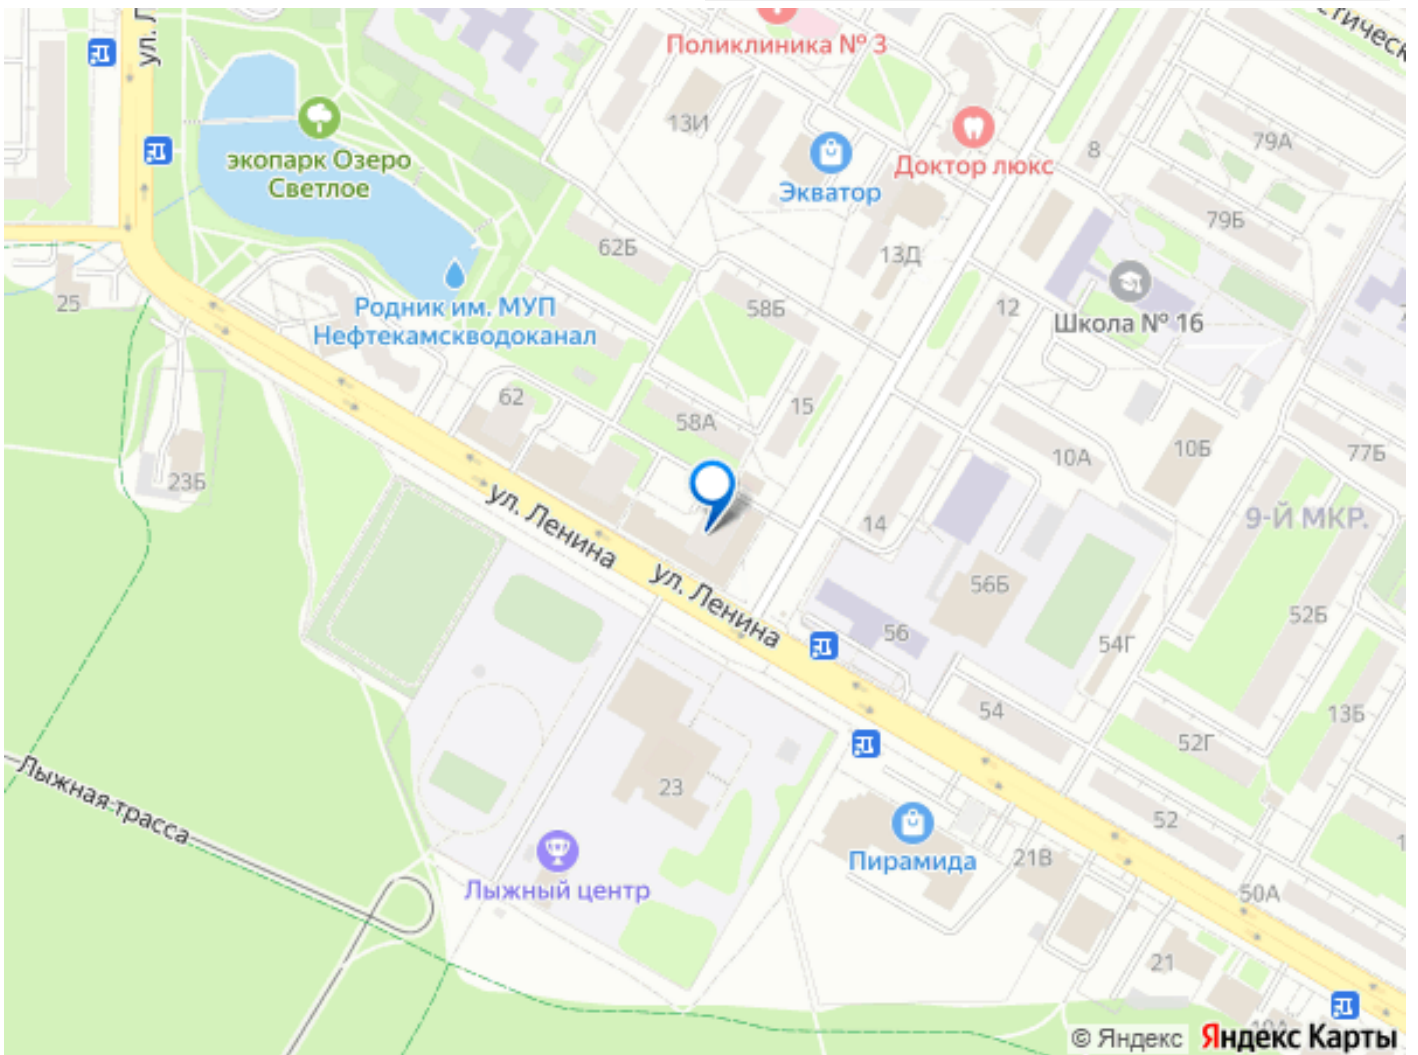 Поликлиника № 3
ул. Л
13И
79А
8
экопарк Озеро
Светлое
Доктор люкс
Экватор
79Б
62Б
13Д
25
Родник им. МУП
Нефтекамскводоканал
58Б
12
Школа № 16
62
58А
15
10А
10Б
77Б
23Б
ул. Ленина
14
9-Й МКР.
ул. Ленина
56Б
52Б
56
54Г
54
13Б
52Г
Лыжная трасса
23
52
Пирамида
21В
Лыжный центр
50А
21
© Яндекс Яндекс Карты